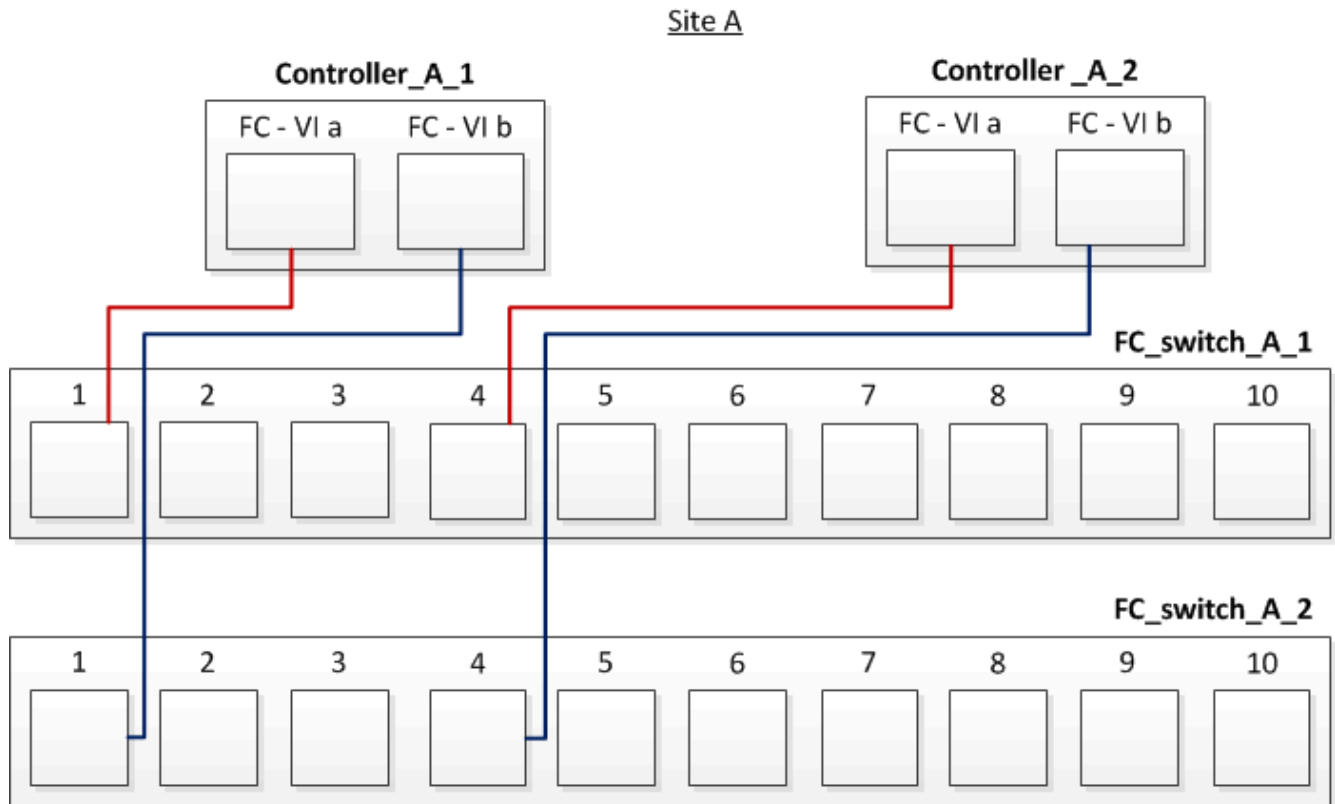 Site A
Controller_A_1
Controller _A_2
FC - VI a FC - VI b
FC - VI a FC - VI b
FC_switch_A_1
1 2 3 4 5 6 7 8 9 10
FC_switch_A_2
1 2 3 4 5 6 7 8 9 10